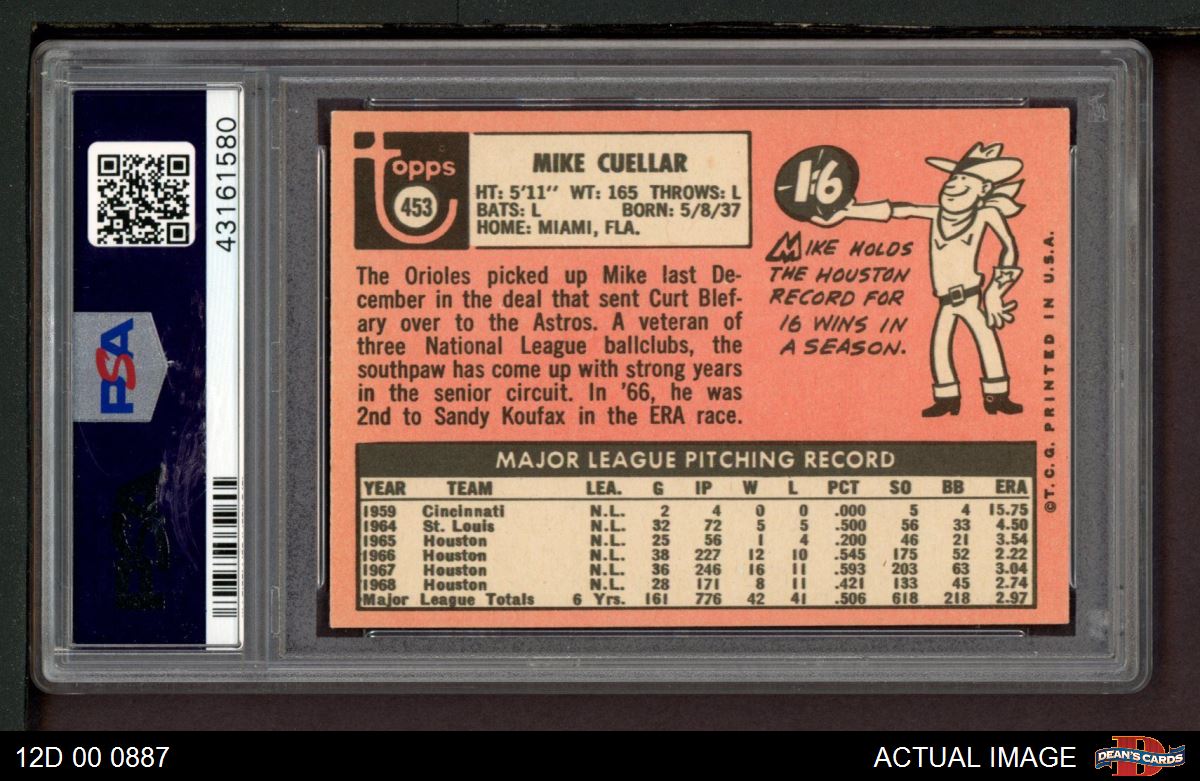 43161580
PSA
Topps
453
MIKE CUELLAR
HT: 5'11" WT: 165 THROWS: L
BATS: L BORN: 5/8/37
HOME: MIAMI, FLA.
The Orioles picked up Mike last De-
cember in the deal that sent Curt Blef-
ary over to the Astros. A veteran of
three National League ballclubs, the
southpaw has come up with strong years
in the senior circuit. In '66, he was
2nd to Sandy Koufax in the ERA race.
16
MIKE HOLDS
THE HOUSTON
RECORD FOR
16 WINS IN
A SEASON.
©T.C.G. PRINTED IN U.S.A.
MAJOR LEAGUE PITCHING RECORD
YEAR TEAM LEA. G IP W L PCT SO BB ERA
1959 Cincinnati N.L. 2 4 0 0 .000 5 4 15.75
1964 St. Louis N.L. 32 72 5 5 .500 56 33 4.50
1965 Houston N.L. 25 56 1 4 .200 46 21 3.54
1966 Houston N.L. 38 227 12 10 .545 175 52 2.22
1967 Houston N.L. 36 246 16 11 .593 203 63 3.04
1968 Houston N.L. 28 171 8 11 .421 133 45 2.74
Major League Totals 6 Yrs. 161 776 42 41 .506 618 218 2.97
12D 00 0887
ACTUAL IMAGE
D
DEAN'S CARDS